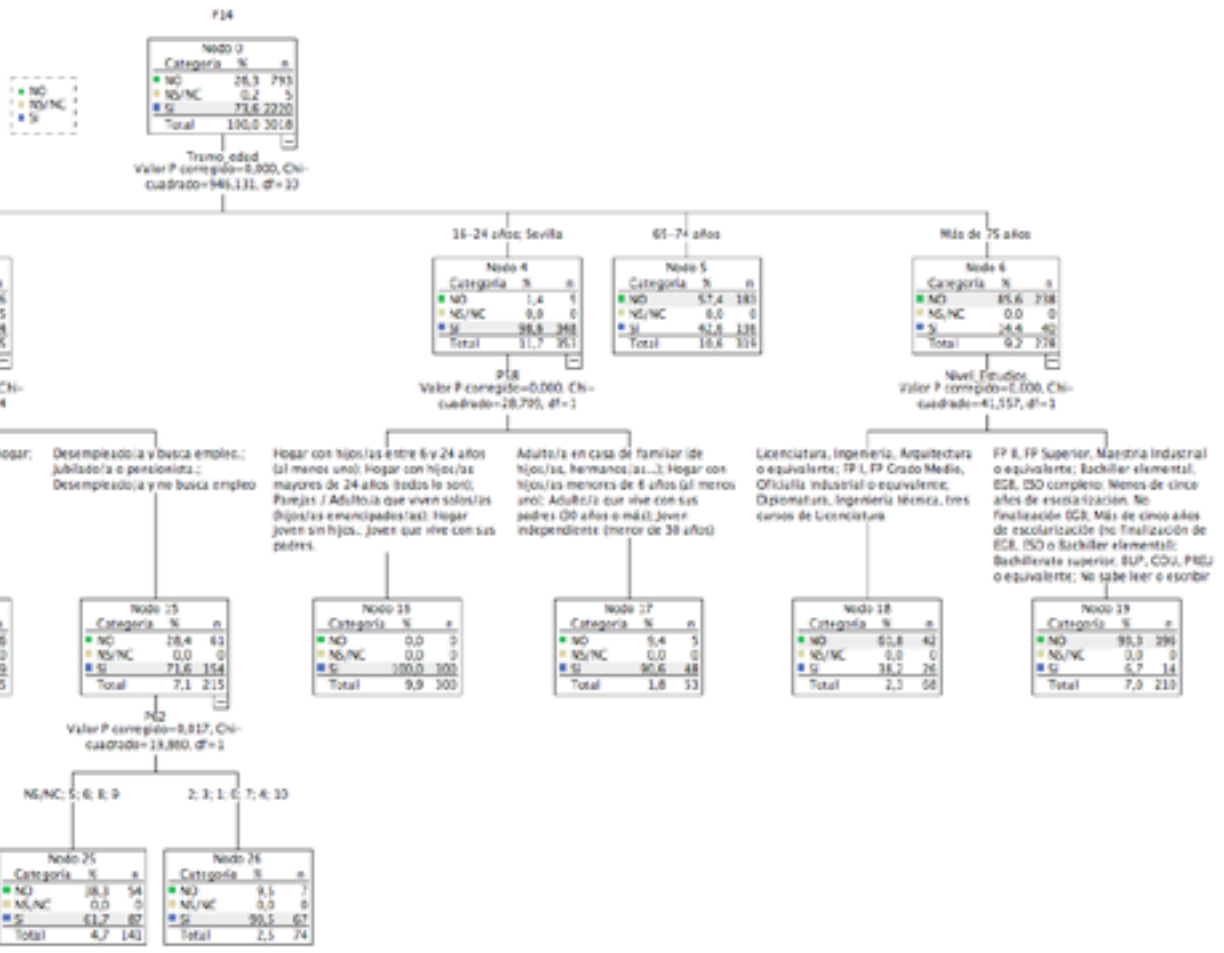 P14
Nodo 0
Categoría % n
NO 26,3 793
NS/NC 0,2 5
SI 73,6 2220
Total 100,0 3018
NO
NS/NC
SI
Tramo_edad
Valor P corregido=0,000, Chi-
cuadrado=946,131, df=10
16-24 años; Sevilla
65-74 años
Más de 75 años
Nodo 4
Categoría % n
NO 1,4 5
NS/NC 0,0 0
SI 98,6 348
Total 11,7 353
Nodo 5
Categoría % n
NO 57,4 183
NS/NC 0,0 0
SI 42,6 136
Total 10,6 319
Nodo 6
Categoría % n
NO 85,6 238
NS/NC 0,0 0
SI 14,4 40
Total 9,2 278
Chi-
Valor P corregido=0,000, Chi-
cuadrado=28,705, df=1
Nivel_Estudios
Valor P corregido=0,000, Chi-
cuadrado=41,557, df=1
hogar;
Desempleado/a y busca empleo.;
Jubilado/a o pensionista.;
Desempleado/a y no busca empleo
Hogar con hijos/as entre 6 y 24 años
(al menos uno); Hogar con hijos/as
mayores de 24 años (todos lo son);
Parejas / Adulto/a que viven solos/as
(hijos/as emancipados/as); Hogar
joven sin hijos.. Joven que vive con sus
padres.
Adulto/a en casa de familiar (de
hijos/as, hermanos/as...); Hogar con
hijos/as menores de 6 años (al menos
uno); Adulto/a que vive con sus
padres (30 años o más); Joven
independiente (menor de 30 años)
Licenciatura, Ingeniería, Arquitectura
o equivalente; FP I, FP Grado Medio,
Oficialía Industrial o equivalente;
Diplomatura, Ingeniería técnica, tres
cursos de Licenciatura
FP II, FP Superior, Maestría Industrial
o equivalente; Bachiller elemental,
EGB, ESO completo; Menos de cinco
años de escolarización. No
finalización EGB; Más de cinco años
de escolarización (no finalización de
EGB, ESO o Bachiller elemental);
Bachillerato superior, BUP, COU, PREU
o equivalente; No sabe leer o escribir
Nodo 15
Categoría % n
NO 28,4 61
NS/NC 0,0 0
SI 71,6 154
Total 7,1 215
Nodo 16
Categoría % n
NO 0,0 0
NS/NC 0,0 0
SI 100,0 300
Total 9,9 300
Nodo 17
Categoría % n
NO 9,4 5
NS/NC 0,0 0
SI 90,6 48
Total 1,8 53
Nodo 18
Categoría % n
NO 61,8 42
NS/NC 0,0 0
SI 38,2 26
Total 2,3 68
Nodo 19
Categoría % n
NO 93,3 196
NS/NC 0,0 0
SI 6,7 14
Total 7,0 210
Valor P corregido=0,017, Chi-
df=1
NS/NC; 5; 6; 8; 9
2; 3; 1; 0; 7; 4; 10
Nodo 25
Categoría % n
NO 38,3 54
NS/NC 0,0 0
SI 61,7 87
Total 4,7 141
Nodo 26
Categoría % n
NO 9,5 7
NS/NC 0,0 0
SI 90,5 67
Total 2,5 74